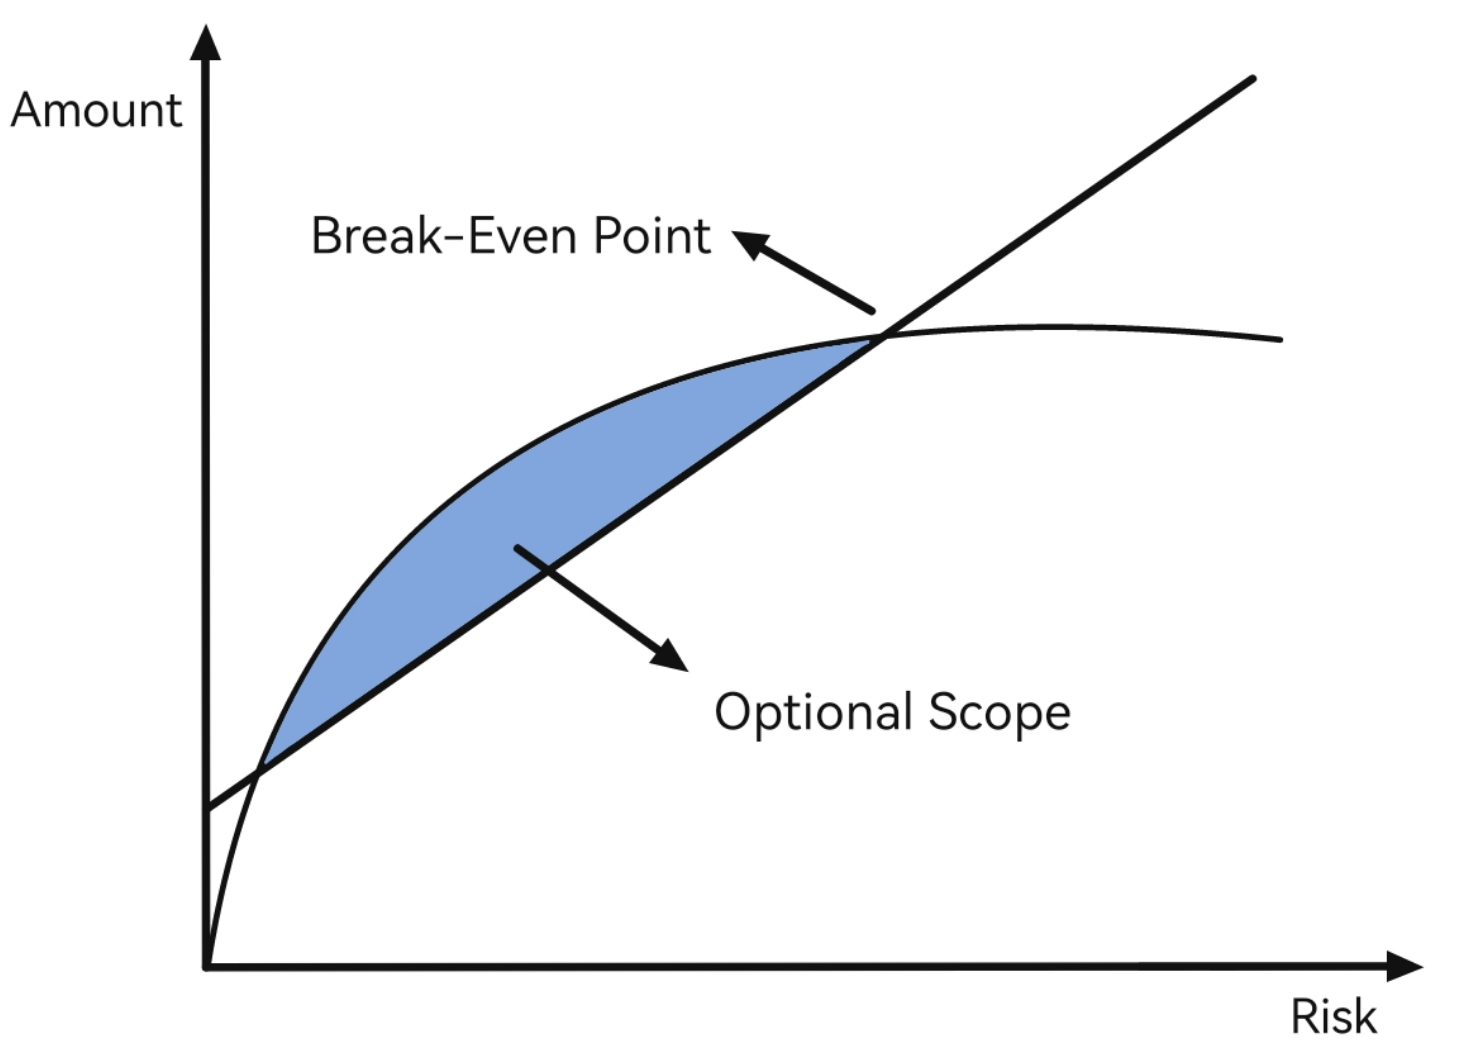 Amount
Break-Even Point
Optional Scope
Risk